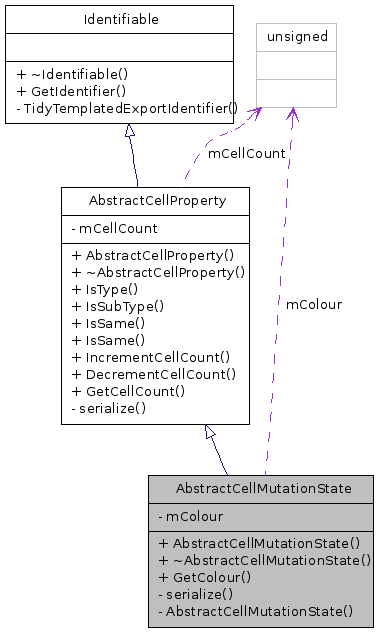 Identifiable
+ ~Identifiable()
+ GetIdentifier()
- TidyTemplatedExportIdentifier()
unsigned
mCellCount
AbstractCellProperty
- mCellCount
+ AbstractCellProperty()
+ ~AbstractCellProperty()
+ IsType()
+ IsSubType()
+ IsSame()
+ IsSame()
+ IncrementCellCount()
+ DecrementCellCount()
+ GetCellCount()
- serialize()
mColour
AbstractCellMutationState
- mColour
+ AbstractCellMutationState()
+ ~AbstractCellMutationState()
+ GetColour()
- serialize()
- AbstractCellMutationState()